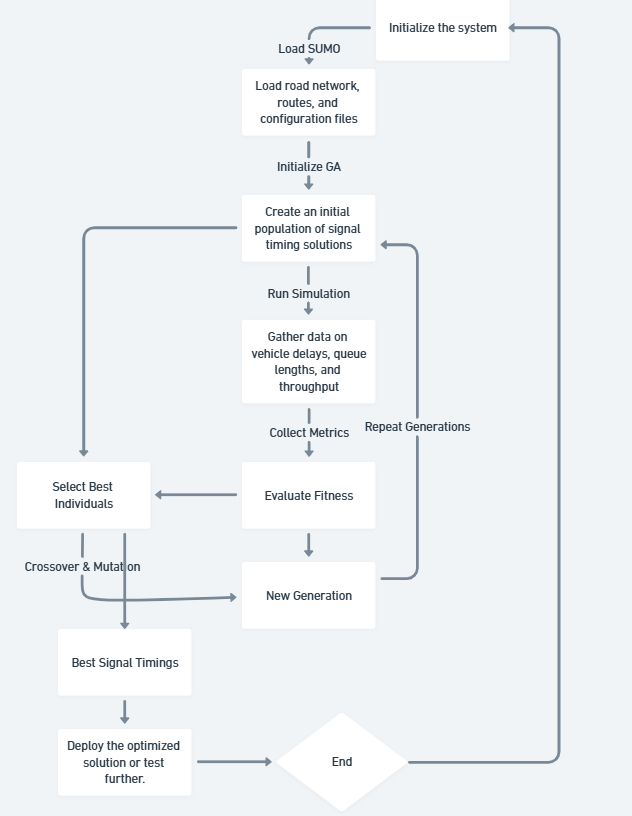 Initialize the system
Load SUMO
Load road network,
routes, and
configuration files
Initialize GA
Create an initial
population of signal
timing solutions
Run Simulation
Gather data on
vehicle delays, queue
lengths, and
throughput
Collect Metrics
Repeat Generations
Select Best
Individuals
Evaluate Fitness
Crossover & Mutation
New Generation
Best Signal Timings
Deploy the optimized
solution or test
further.
End